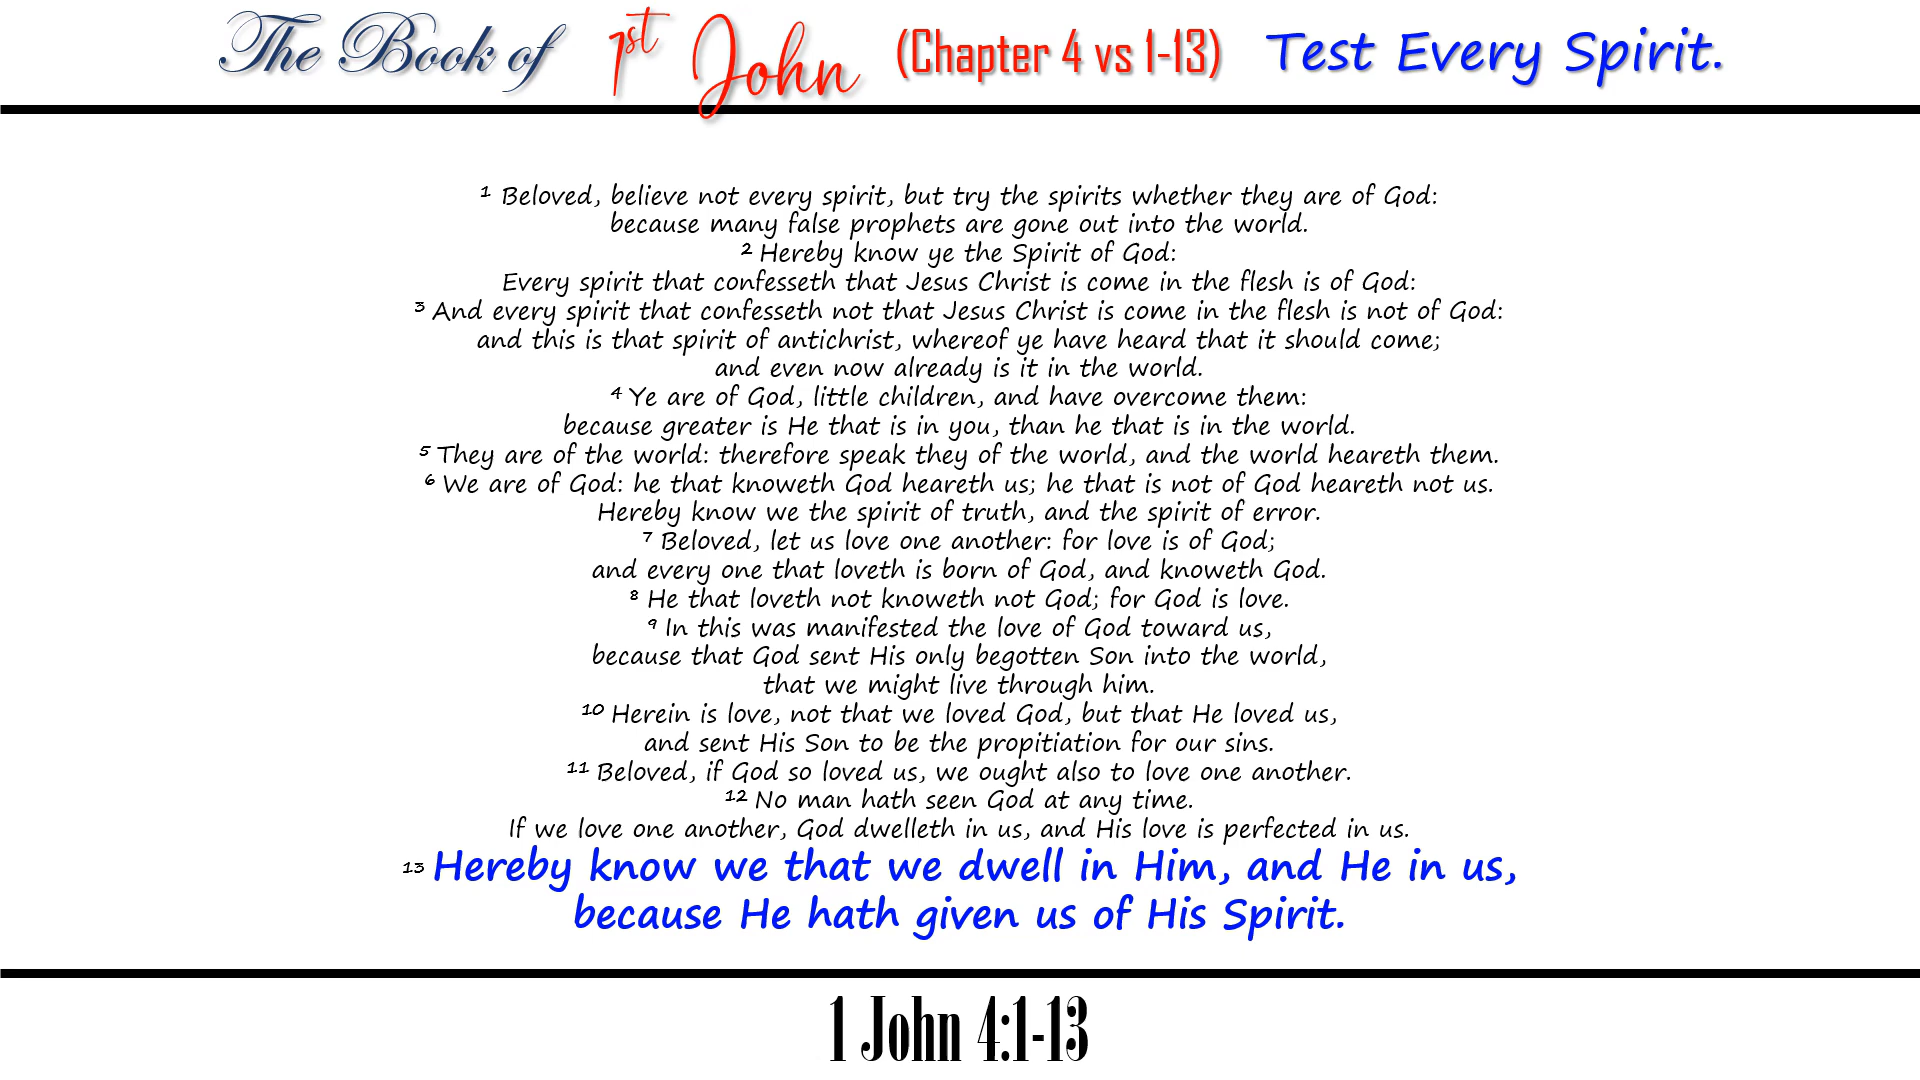 The Book of 1st John (Chapter 4 vs 1-13) Test Every Spirit.
1 Beloved, believe not every spirit, but try the spirits whether they are of God:
because many false prophets are gone out into the world.
2 Hereby know ye the Spirit of God:
Every spirit that confesseth that Jesus Christ is come in the flesh is of God:
3 And every spirit that confesseth not that Jesus Christ is come in the flesh is not of God:
and this is that spirit of antichrist, whereof ye have heard that it should come;
and even now already is it in the world.
4 Ye are of God, little children, and have overcome them:
because greater is He that is in you, than he that is in the world.
5 They are of the world: therefore speak they of the world, and the world heareth them.
6 We are of God: he that knoweth God heareth us; he that is not of God heareth not us.
Hereby know we the spirit of truth, and the spirit of error.
7 Beloved, let us love one another: for love is of God;
and every one that loveth is born of God, and knoweth God.
8 He that loveth not knoweth not God; for God is love.
9 In this was manifested the love of God toward us,
because that God sent His only begotten Son into the world,
that we might live through him.
10 Herein is love, not that we loved God, but that He loved us,
and sent His Son to be the propitiation for our sins.
11 Beloved, if God so loved us, we ought also to love one another.
12 No man hath seen God at any time.
If we love one another, God dwelleth in us, and His love is perfected in us.
13 Hereby know we that we dwell in Him, and He in us,
because He hath given us of His Spirit.
1 John 4:1-13